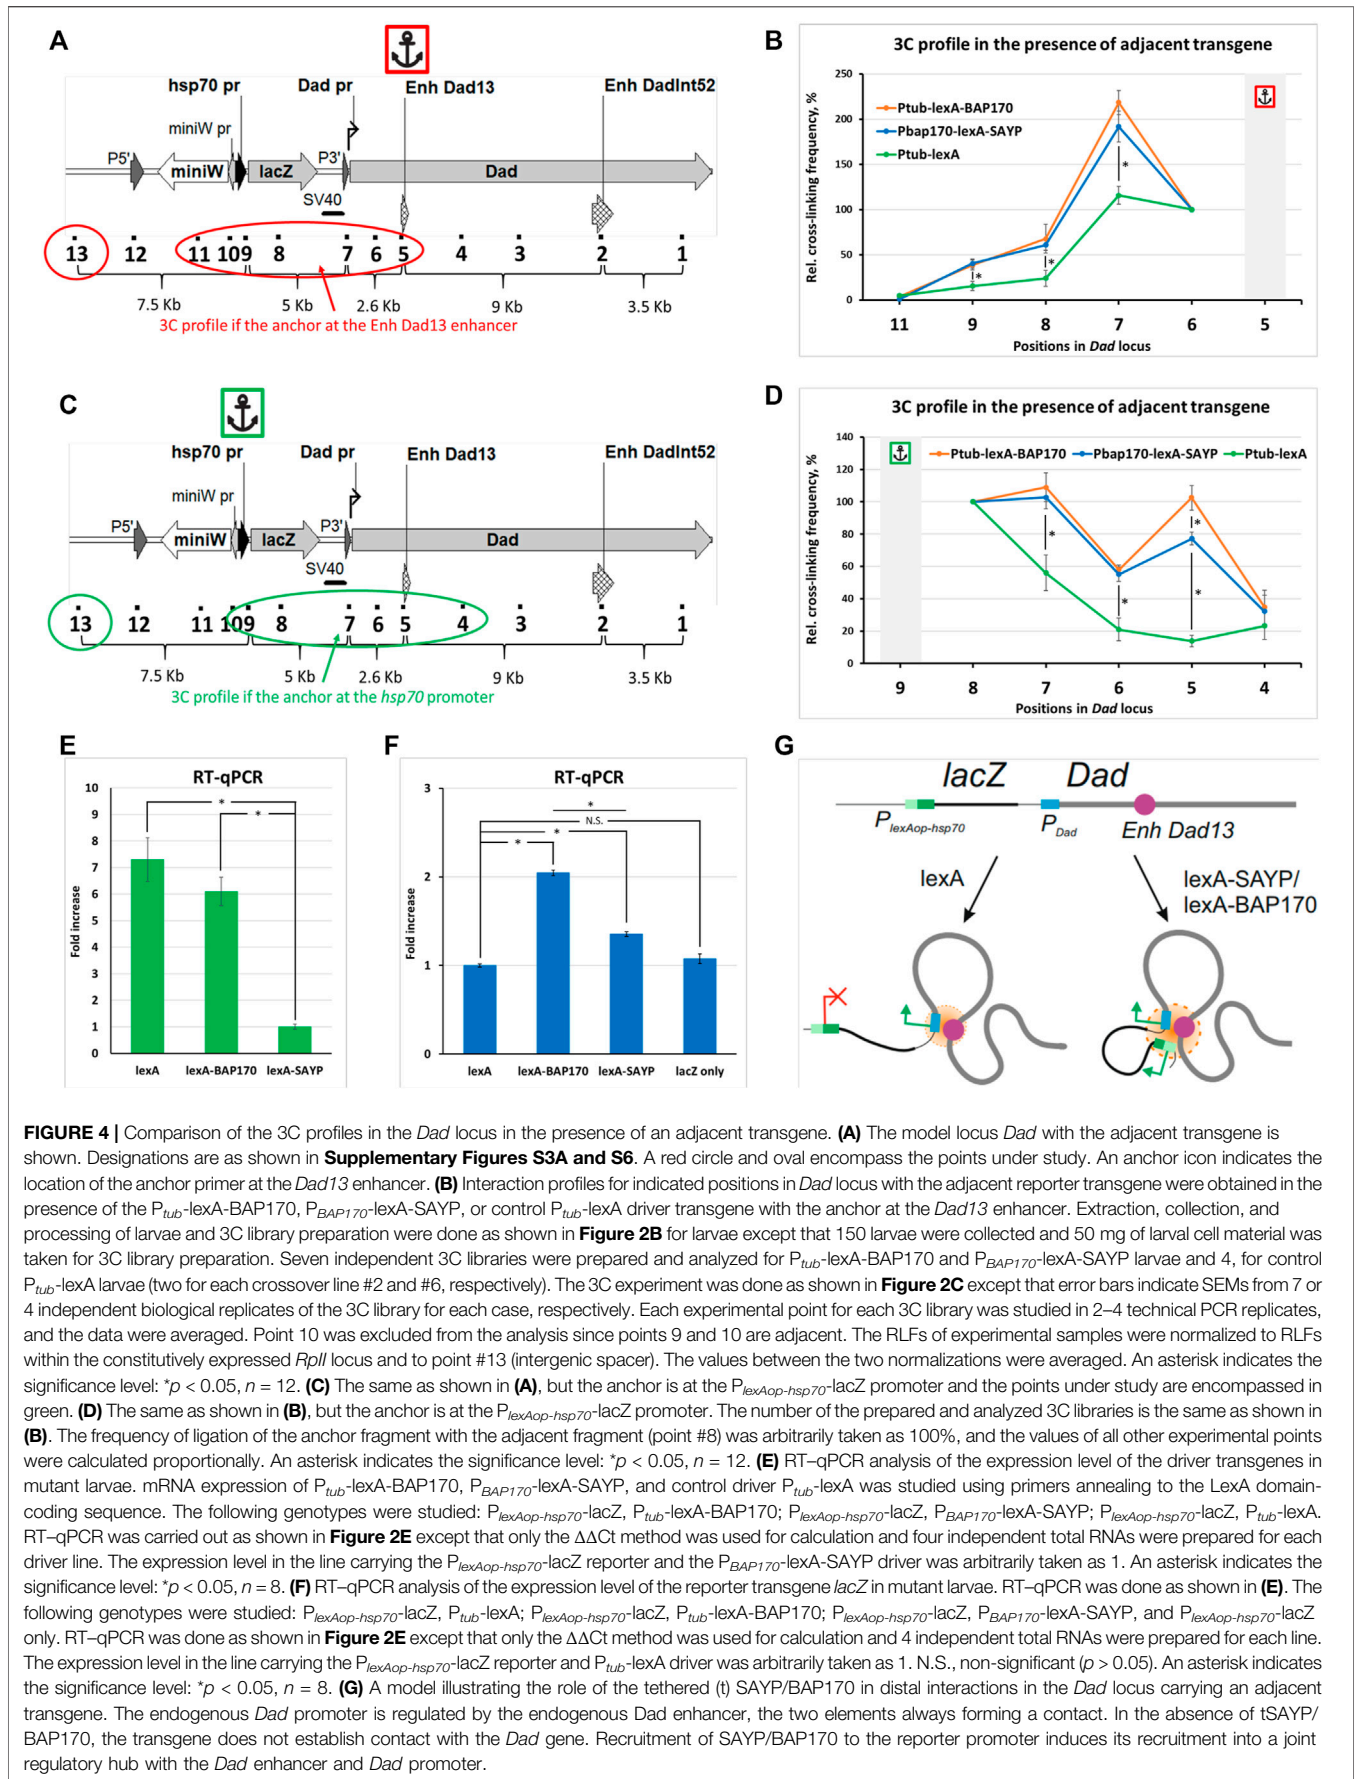 A
hsp70 pr
Dad pr
Enh Dad13
Enh DadInt52
miniW pr
P5'
miniW
lacZ
P3'
Dad
SV40
13 12 11 10 9 8 7 6 5 4 3 2 1
7.5 Kb 5 Kb 2.6 Kb 9 Kb 3.5 Kb
3C profile if the anchor at the Enh Dad13 enhancer
B
3C profile in the presence of adjacent transgene
Rel. cross-linking frequency, %
250
200
150
100
50
0
Ptub-lexA-BAP170
Pbap170-lexA-SAYP
Ptub-lexA
*
*
*
11 9 8 7 6 5
Positions in Dad locus
C
hsp70 pr
Dad pr
Enh Dad13
Enh DadInt52
miniW pr
P5'
miniW
lacZ
P3'
Dad
SV40
13 12 11 10 9 8 7 6 5 4 3 2 1
7.5 Kb 5 Kb 2.6 Kb 9 Kb 3.5 Kb
3C profile if the anchor at the hsp70 promoter
D
3C profile in the presence of adjacent transgene
Rel. cross-linking frequency, %
140
120
100
80
60
40
20
0
Ptub-lexA-BAP170 Pbap170-lexA-SAYP Ptub-lexA
*
*
*
*
9 8 7 6 5 4
Positions in Dad locus
E
RT-qPCR
Fold increase
10
9
8
7
6
5
4
3
2
1
0
*
*
lexA lexA-BAP170 lexA-SAYP
F
RT-qPCR
Fold increase
3
2
1
0
*
N.S.
*
*
lexA lexA-BAP170 lexA-SAYP lacZ only
G
lacZ Dad
PlexAop-hsp70
PDad
Enh Dad13
lexA
lexA-SAYP/
lexA-BAP170
FIGURE 4 | Comparison of the 3C profiles in the Dad locus in the presence of an adjacent transgene. (A) The model locus Dad with the adjacent transgene is
shown. Designations are as shown in Supplementary Figures S3A and S6. A red circle and oval encompass the points under study. An anchor icon indicates the
location of the anchor primer at the Dad13 enhancer. (B) Interaction profiles for indicated positions in Dad locus with the adjacent reporter transgene were obtained in the
presence of the Ptub-lexA-BAP170, PBAP170-lexA-SAYP, or control Ptub-lexA driver transgene with the anchor at the Dad13 enhancer. Extraction, collection, and
processing of larvae and 3C library preparation were done as shown in Figure 2B for larvae except that 150 larvae were collected and 50 mg of larval cell material was
taken for 3C library preparation. Seven independent 3C libraries were prepared and analyzed for Ptub-lexA-BAP170 and PBAP170-lexA-SAYP larvae and 4, for control
Ptub-lexA larvae (two for each crossover line #2 and #6, respectively). The 3C experiment was done as shown in Figure 2C except that error bars indicate SEMs from 7 or
4 independent biological replicates of the 3C library for each case, respectively. Each experimental point for each 3C library was studied in 2–4 technical PCR replicates,
and the data were averaged. Point 10 was excluded from the analysis since points 9 and 10 are adjacent. The RLFs of experimental samples were normalized to RLFs
within the constitutively expressed RpII locus and to point #13 (intergenic spacer). The values between the two normalizations were averaged. An asterisk indicates the
significance level: *p < 0.05, n = 12. (C) The same as shown in (A), but the anchor is at the PlexAop-hsp70-lacZ promoter and the points under study are encompassed in
green. (D) The same as shown in (B), but the anchor is at the PlexAop-hsp70-lacZ promoter. The number of the prepared and analyzed 3C libraries is the same as shown in
(B). The frequency of ligation of the anchor fragment with the adjacent fragment (point #8) was arbitrarily taken as 100%, and the values of all other experimental points
were calculated proportionally. An asterisk indicates the significance level: *p < 0.05, n = 12. (E) RT–qPCR analysis of the expression level of the driver transgenes in
mutant larvae. mRNA expression of Ptub-lexA-BAP170, PBAP170-lexA-SAYP, and control driver Ptub-lexA was studied using primers annealing to the LexA domain-
coding sequence. The following genotypes were studied: PlexAop-hsp70-lacZ, Ptub-lexA-BAP170; PlexAop-hsp70-lacZ, PBAP170-lexA-SAYP; PlexAop-hsp70-lacZ, Ptub-lexA.
RT–qPCR was carried out as shown in Figure 2E except that only the ΔΔCt method was used for calculation and four independent total RNAs were prepared for each
driver line. The expression level in the line carrying the PlexAop-hsp70-lacZ reporter and the PBAP170-lexA-SAYP driver was arbitrarily taken as 1. An asterisk indicates the
significance level: *p < 0.05, n = 8. (F) RT–qPCR analysis of the expression level of the reporter transgene lacZ in mutant larvae. RT–qPCR was done as shown in (E). The
following genotypes were studied: PlexAop-hsp70-lacZ, Ptub-lexA; PlexAop-hsp70-lacZ, Ptub-lexA-BAP170; PlexAop-hsp70-lacZ, PBAP170-lexA-SAYP, and PlexAop-hsp70-lacZ
only. RT–qPCR was done as shown in Figure 2E except that only the ΔΔCt method was used for calculation and 4 independent total RNAs were prepared for each line.
The expression level in the line carrying the PlexAop-hsp70-lacZ reporter and Ptub-lexA driver was arbitrarily taken as 1. N.S., non-significant (p > 0.05). An asterisk indicates
the significance level: *p < 0.05, n = 8. (G) A model illustrating the role of the tethered (t) SAYP/BAP170 in distal interactions in the Dad locus carrying an adjacent
transgene. The endogenous Dad promoter is regulated by the endogenous Dad enhancer, the two elements always forming a contact. In the absence of tSAYP/
BAP170, the transgene does not establish contact with the Dad gene. Recruitment of SAYP/BAP170 to the reporter promoter induces its recruitment into a joint
regulatory hub with the Dad enhancer and Dad promoter.